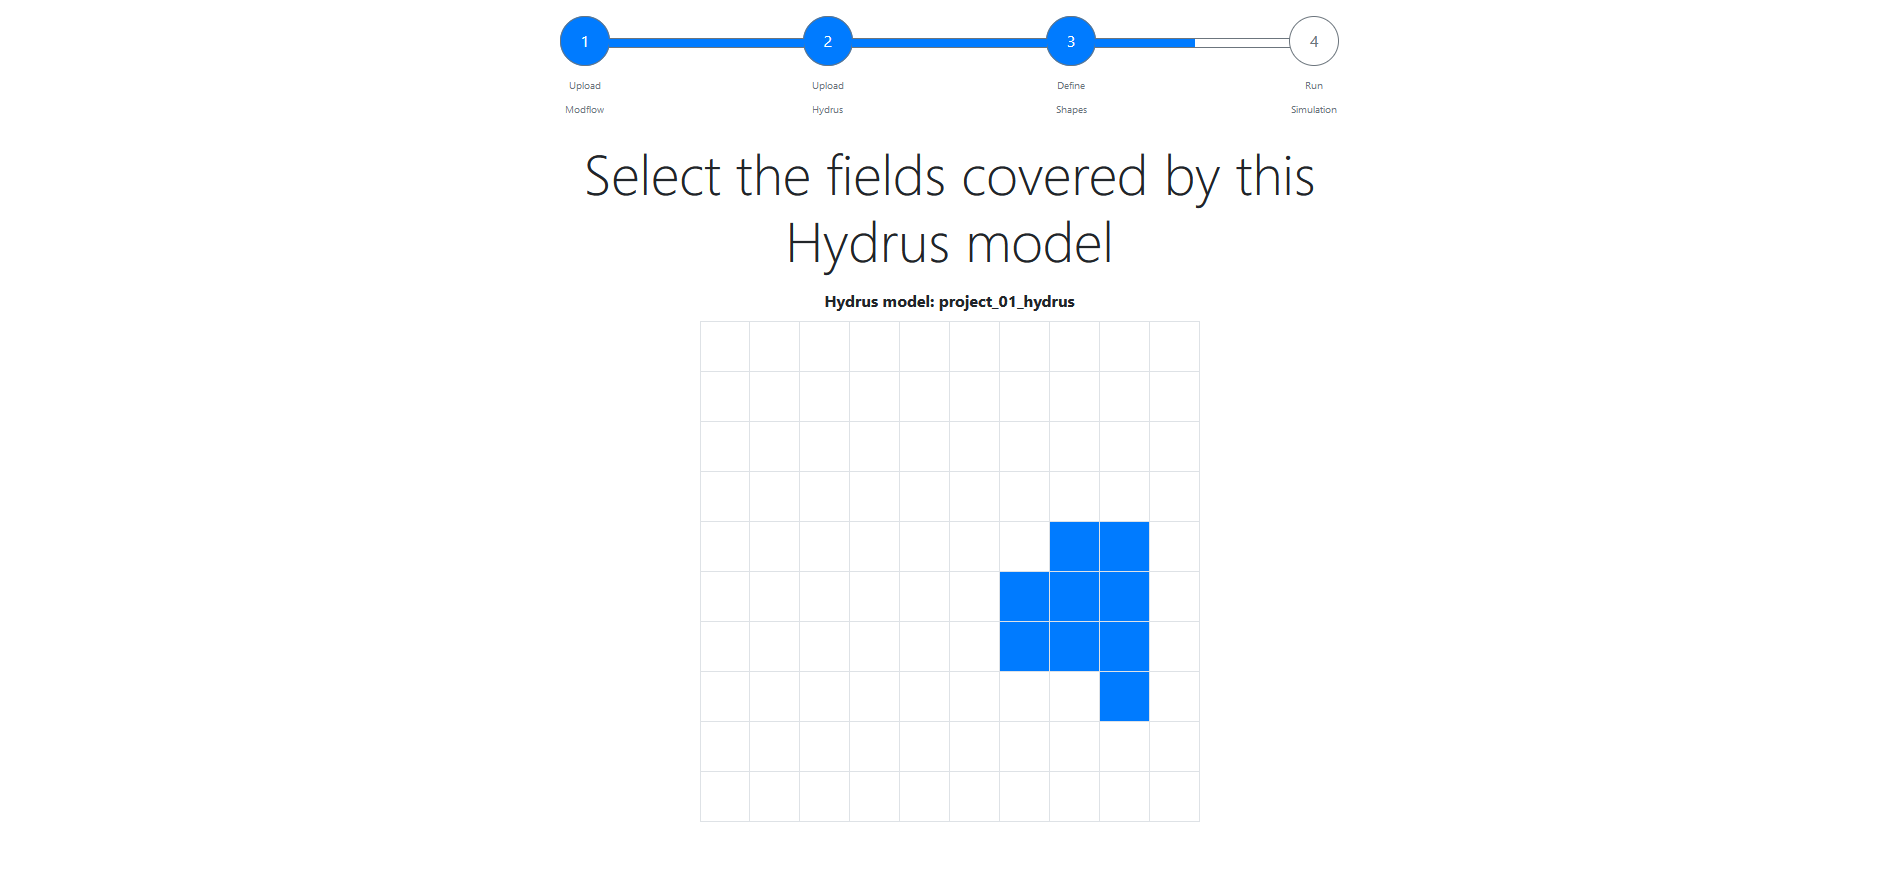 1 2 3 4
Upload Upload Define Run
Modflow Hydrus Shapes Simulation
Select the fields covered by this
Hydrus model
Hydrus model: project_01_hydrus